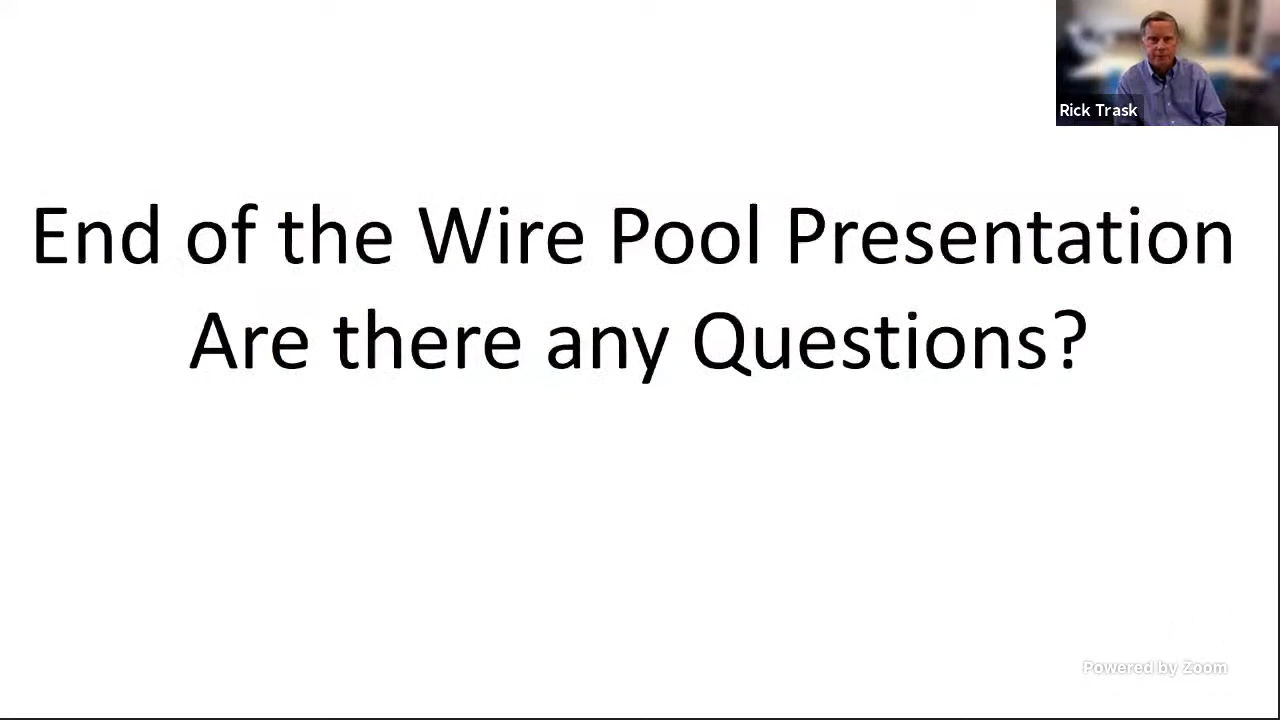 Rick Trask
End of the Wire Pool Presentation
Are there any Questions?
Powered by Zoom